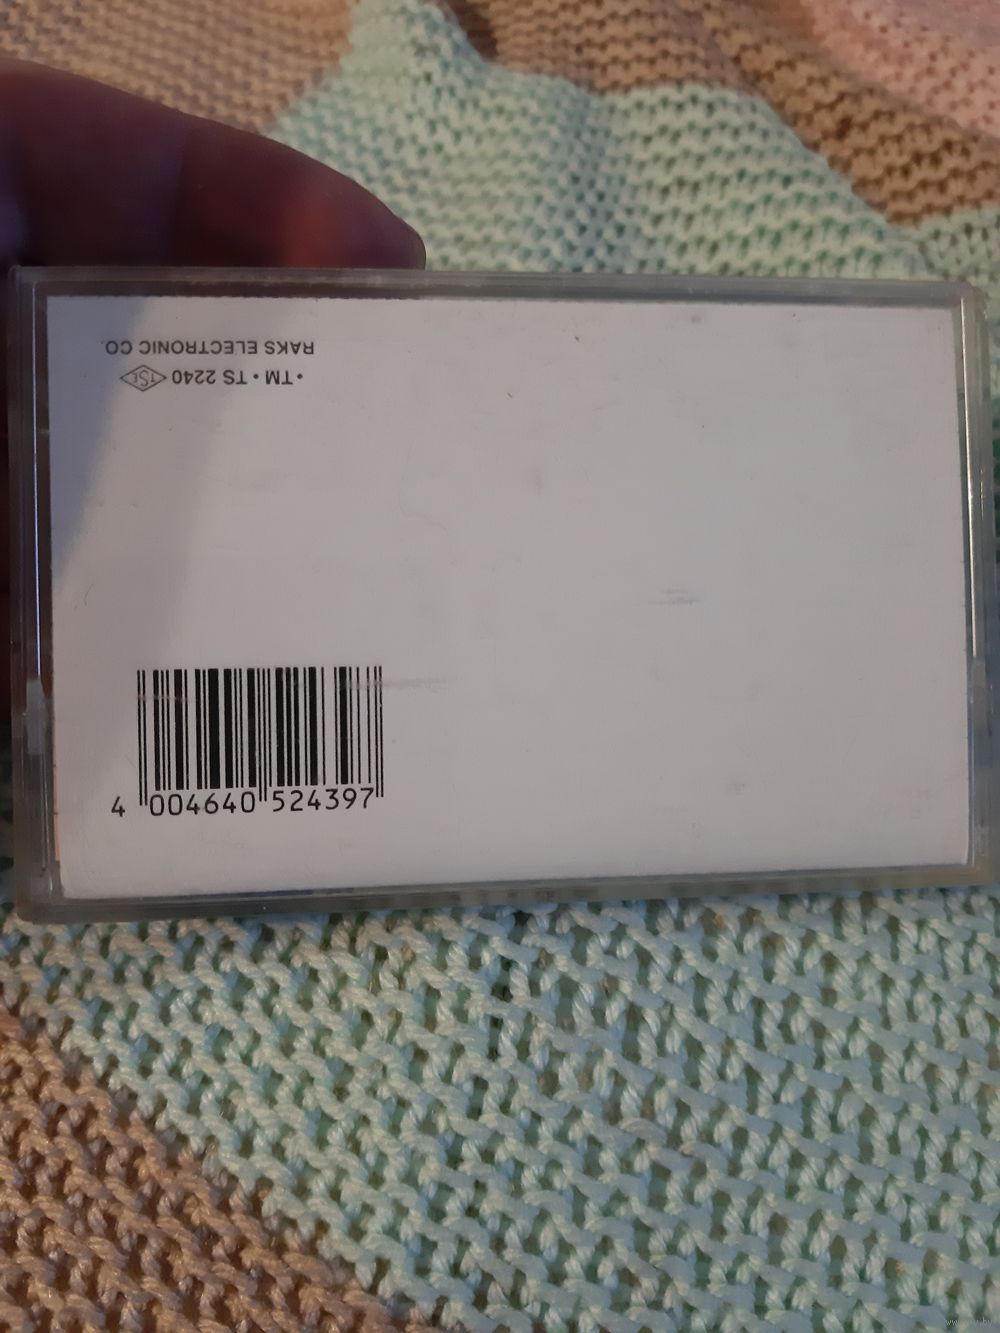 RAKS ELECTRONIC CO.
•TM • TS 2240 TSE
4 004640 524397